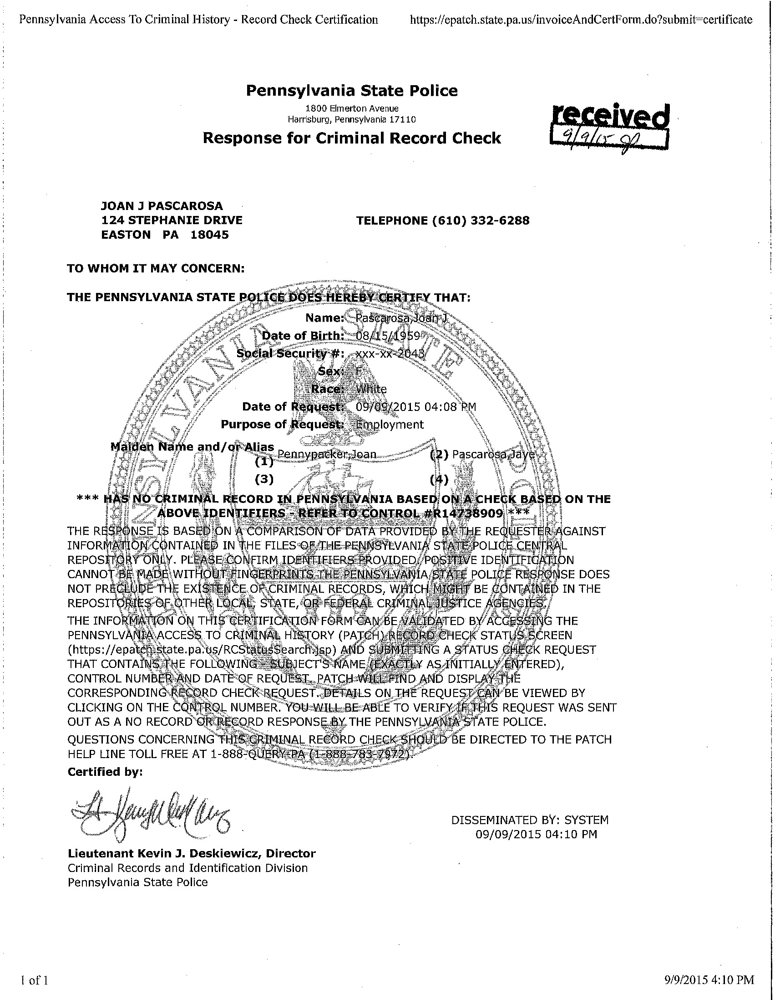 Pennsylvania Access To Criminal History - Record Check Certification https://epatch.state.pa.us/invoiceAndCertForm.do?submit=certificate
Pennsylvania State Police
1800 Elmerton Avenue
Harrisburg, Pennsylvania 17110
Response for Criminal Record Check
received
9/9/15
JOAN J PASCAROSA
124 STEPHANIE DRIVE TELEPHONE (610) 332-6288
EASTON PA 18045
TO WHOM IT MAY CONCERN:
THE PENNSYLVANIA STATE POLICE DOES HEREBY CERTIFY THAT:
Name: Pascarosa,Joan J
Date of Birth: 08/15/1959
Social Security #: xxx-xx-2043
Sex: F
Race: White
Date of Request: 09/09/2015 04:08 PM
Purpose of Request: Employment
Maiden Name and/or Alias
(1) Pennypacker,Joan (2) Pascarosa,Jaye
(3) (4)
*** HAS NO CRIMINAL RECORD IN PENNSYLVANIA BASED ON A CHECK BASED ON THE
ABOVE IDENTIFIERS - REFER TO CONTROL #R14738909 ***
THE RESPONSE IS BASED ON A COMPARISON OF DATA PROVIDED BY THE REQUESTER AGAINST
INFORMATION CONTAINED IN THE FILES OF THE PENNSYLVANIA STATE POLICE CENTRAL
REPOSITORY ONLY. PLEASE CONFIRM IDENTIFIERS PROVIDED. POSITIVE IDENTIFICATION
CANNOT BE MADE WITHOUT FINGERPRINTS. THE PENNSYLVANIA STATE POLICE RESPONSE DOES
NOT PRECLUDE THE EXISTENCE OF CRIMINAL RECORDS, WHICH MIGHT BE CONTAINED IN THE
REPOSITORIES OF OTHER LOCAL, STATE, OR FEDERAL CRIMINAL JUSTICE AGENCIES.
THE INFORMATION ON THIS CERTIFICATION FORM CAN BE VALIDATED BY ACCESSING THE
PENNSYLVANIA ACCESS TO CRIMINAL HISTORY (PATCH) RECORD CHECK STATUS SCREEN
(https://epatch.state.pa.us/RCStatusSearch.jsp) AND SUBMITTING A STATUS CHECK REQUEST
THAT CONTAINS THE FOLLOWING - SUBJECT'S NAME (EXACTLY AS INITIALLY ENTERED),
CONTROL NUMBER AND DATE OF REQUEST. PATCH WILL FIND AND DISPLAY THE
CORRESPONDING RECORD CHECK REQUEST. DETAILS ON THE REQUEST CAN BE VIEWED BY
CLICKING ON THE CONTROL NUMBER. YOU WILL BE ABLE TO VERIFY IF THIS REQUEST WAS SENT
OUT AS A NO RECORD OR RECORD RESPONSE BY THE PENNSYLVANIA STATE POLICE.
QUESTIONS CONCERNING THIS CRIMINAL RECORD CHECK SHOULD BE DIRECTED TO THE PATCH
HELP LINE TOLL FREE AT 1-888-QUERY-PA (1-888-783-7972).
Certified by:
DISSEMINATED BY: SYSTEM
09/09/2015 04:10 PM
Lieutenant Kevin J. Deskiewicz, Director
Criminal Records and Identification Division
Pennsylvania State Police
1 of 1 9/9/2015 4:10 PM